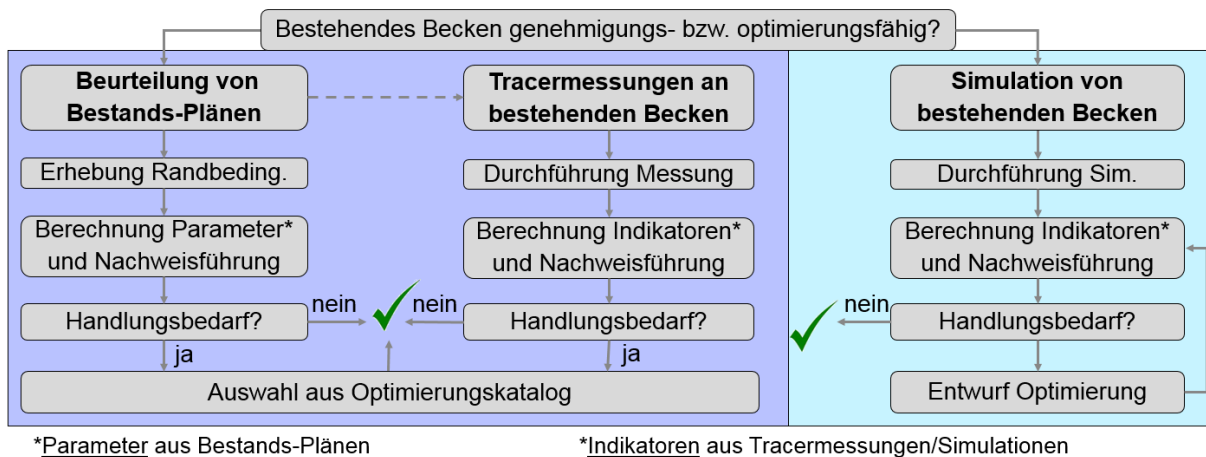 Bestehendes Becken genehmigungs- bzw. optimierungsfähig?
Beurteilung von
Bestands-Plänen
Erhebung Randbeding.
Berechnung Parameter*
und Nachweisführung
Handlungsbedarf?
nein
ja
Tracermessungen an
bestehenden Becken
Durchführung Messung
Berechnung Indikatoren*
und Nachweisführung
Handlungsbedarf?
nein
ja
Auswahl aus Optimierungskatalog
Simulation von
bestehenden Becken
Durchführung Sim.
Berechnung Indikatoren*
und Nachweisführung
Handlungsbedarf?
nein
Entwurf Optimierung
*Parameter aus Bestands-Plänen
*Indikatoren aus Tracermessungen/Simulationen